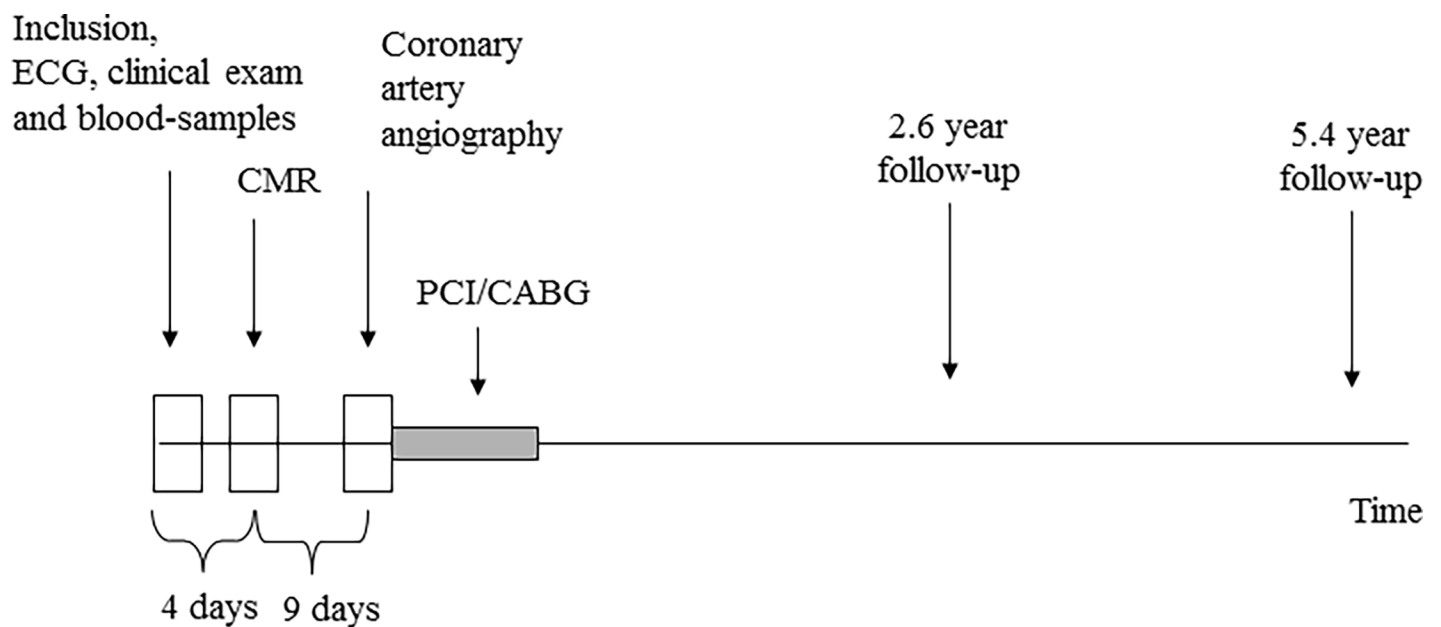 Inclusion,
ECG, clinical exam
and blood-samples
CMR
Coronary
artery
angiography
PCI/CABG
2.6 year
follow-up
5.4 year
follow-up
Time
4 days
9 days